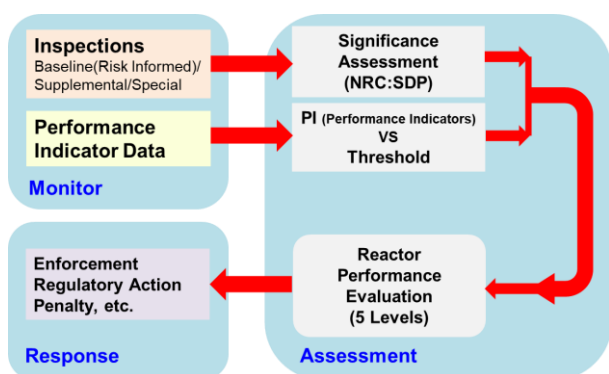 Inspections
Baseline(Risk Informed)/
Supplemental/Special
Performance
Indicator Data
Monitor
Significance
Assessment
(NRC:SDP)
PI (Performance Indicators)
VS
Threshold
Reactor
Performance
Evaluation
(5 Levels)
Assessment
Enforcement
Regulatory Action
Penalty, etc.
Response